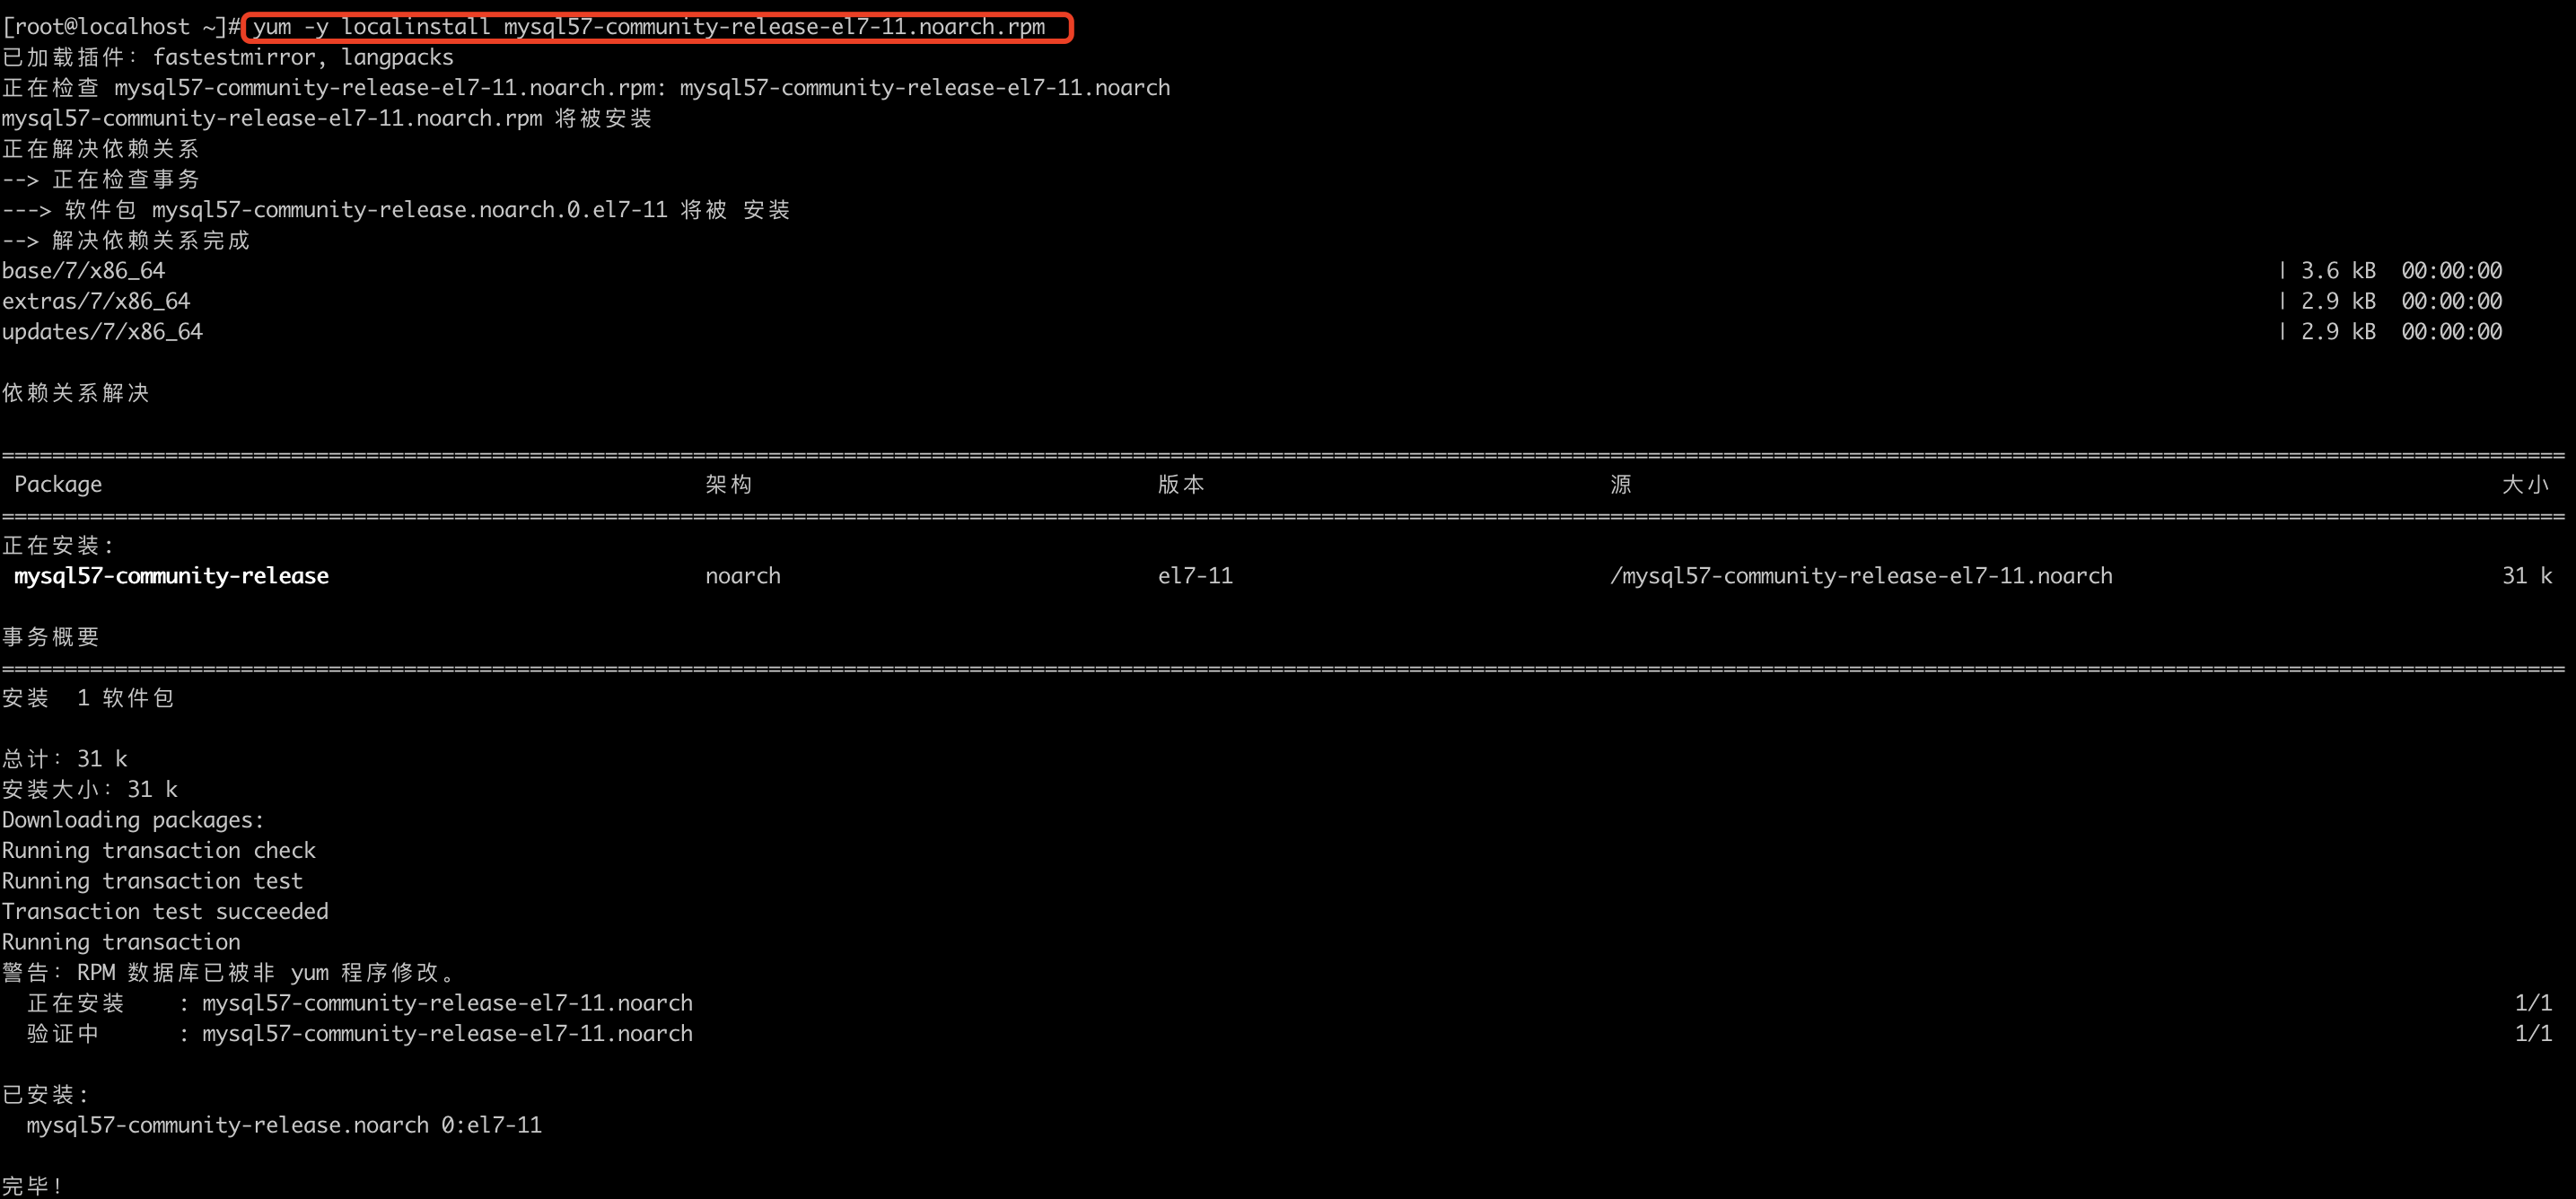 [root@localhost ~]# yum -y localinstall mysql57-community-release-el7-11.noarch.rpm
已加载插件：fastestmirror, langpacks
正在检查 mysql57-community-release-el7-11.noarch.rpm: mysql57-community-release-el7-11.noarch
mysql57-community-release-el7-11.noarch.rpm 将被安装
正在解决依赖关系
--> 正在检查事务
---> 软件包 mysql57-community-release.noarch.0.el7-11 将被 安装
--> 解决依赖关系完成
base/7/x86_64 | 3.6 kB 00:00:00
extras/7/x86_64 | 2.9 kB 00:00:00
updates/7/x86_64 | 2.9 kB 00:00:00
依赖关系解决
Package 架构 版本 源 大小
正在安装:
mysql57-community-release noarch el7-11 /mysql57-community-release-el7-11.noarch 31 k
事务概要
安装 1 软件包
总计：31 k
安装大小：31 k
Downloading packages:
Running transaction check
Running transaction test
Transaction test succeeded
Running transaction
警告：RPM 数据库已被非 yum 程序修改。
正在安装 : mysql57-community-release-el7-11.noarch 1/1
验证中 : mysql57-community-release-el7-11.noarch 1/1
已安装:
mysql57-community-release.noarch 0:el7-11
完毕！